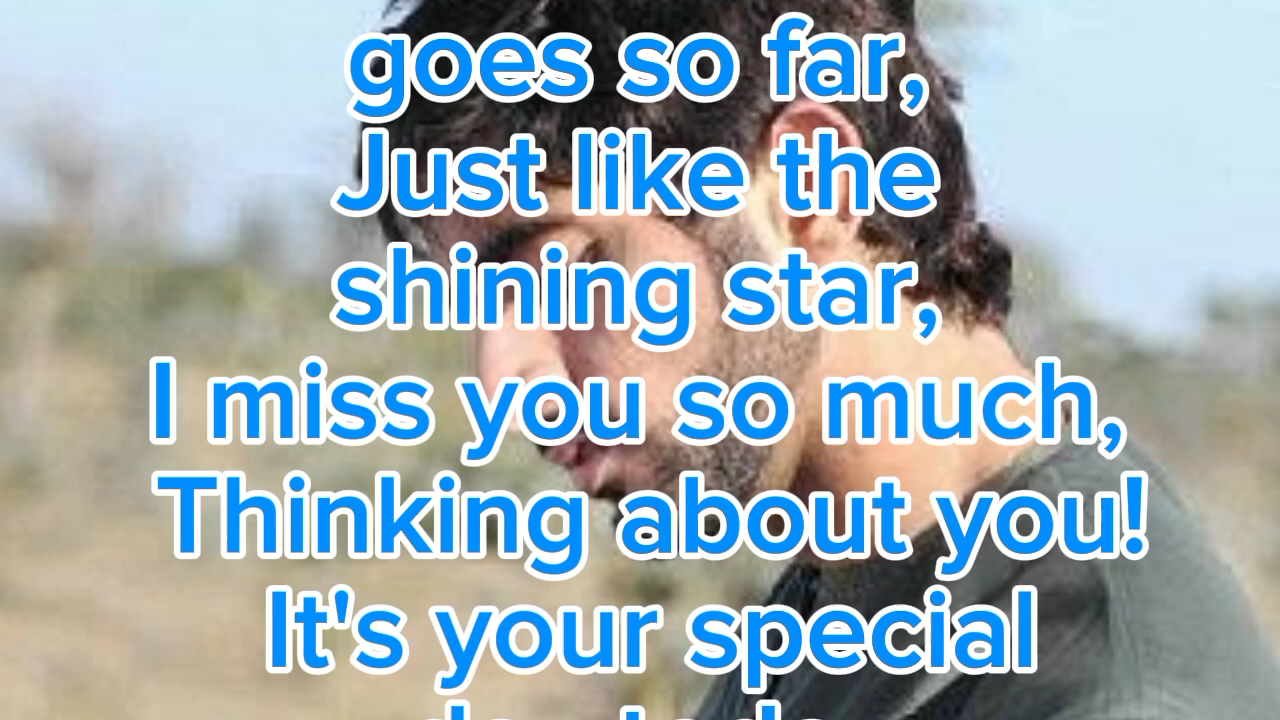 goes so far,
Just like the
shining star,
I miss you so much,
Thinking about you!
It's your special